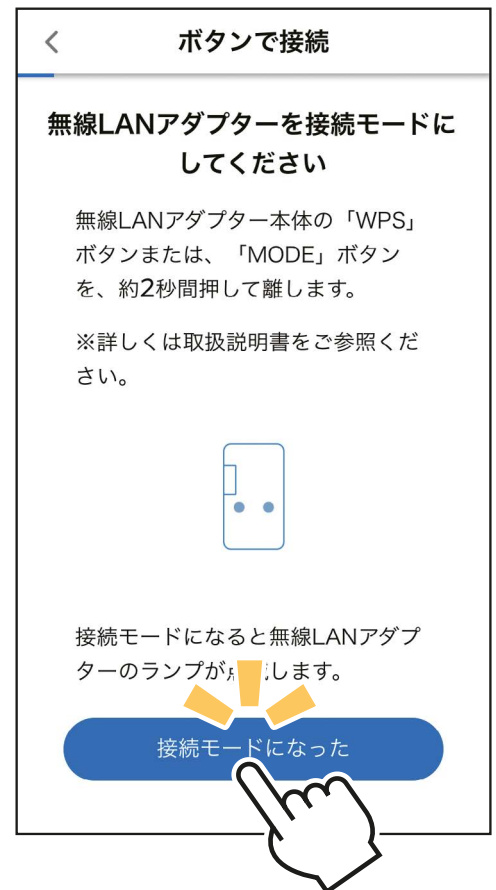 ボタンで接続
無線LANアダプターを接続モードに
してください
無線LANアダプター本体の「WPS」
ボタンまたは、「MODE」ボタン
を、約2秒間押して離します。
※詳しくは取扱説明書をご参照くだ
さい。
接続モードになると無線LANアダプ
ターのランプが します。
接続モードになった